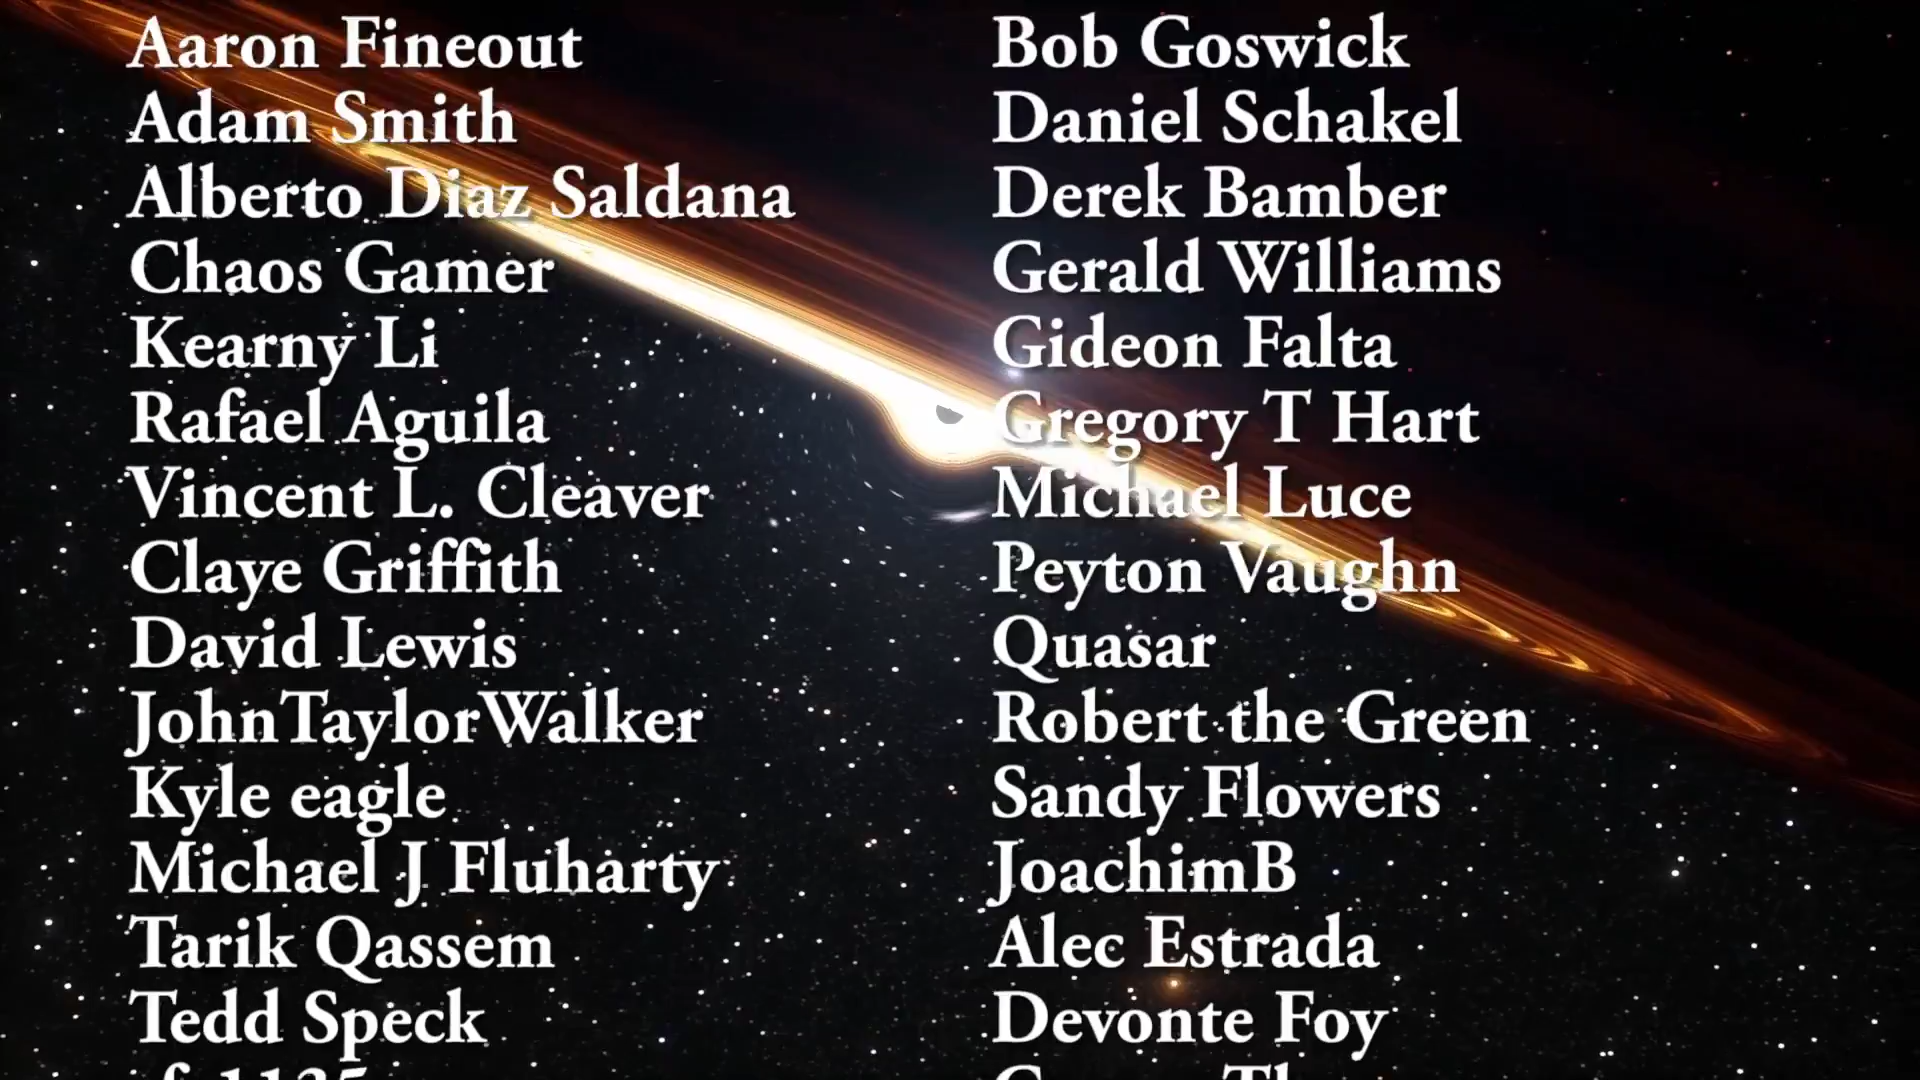 Aaron Fineout
Adam Smith
Alberto Diaz Saldana
Chaos Gamer
Kearny Li
Rafael Aguila
Vincent L. Cleaver
Claye Griffith
David Lewis
JohnTaylorWalker
Kyle eagle
Michael J Fluharty
Tarik Qassem
Tedd Speck
Bob Goswick
Daniel Schakel
Derek Bamber
Gerald Williams
Gideon Falta
Gregory T Hart
Michael Luce
Peyton Vaughn
Quasar
Robert the Green
Sandy Flowers
JoachimB
Alec Estrada
Devonte Foy